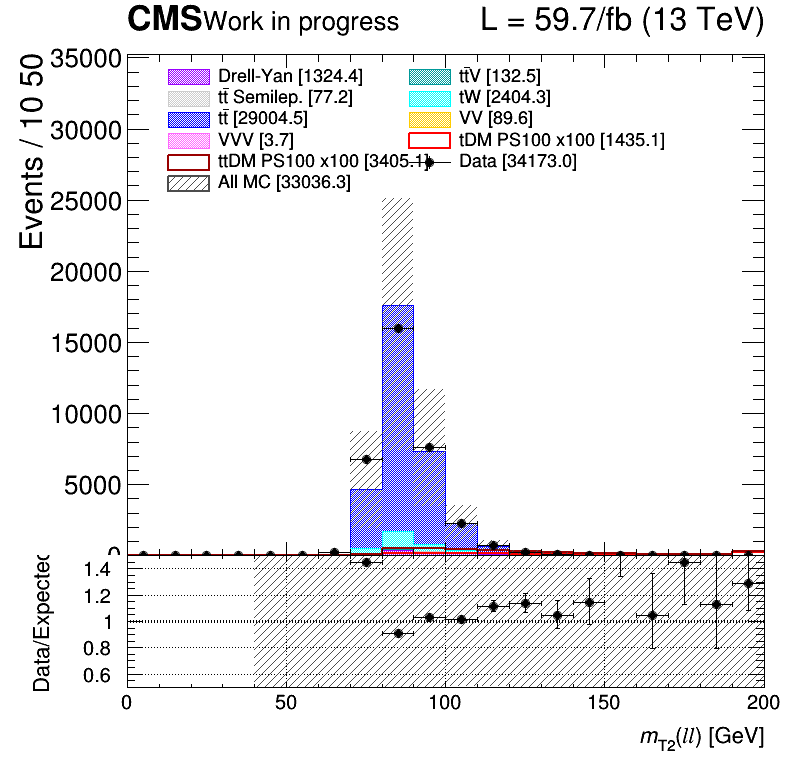 CMS Work in progress L = 59.7/fb (13 TeV)
Events / 10 50
35000
30000
25000
20000
15000
10000
5000
0
Drell-Yan [1324.4]
tt̄ Semilep. [77.2]
tt̄ [29004.5]
VVV [3.7]
ttDM PS100 x100 [3405.1]
All MC [33036.3]
tt̄V [132.5]
tW [2404.3]
VV [89.6]
tDM PS100 x100 [1435.1]
Data [34173.0]
Data/Expected
1.4
1.2
1
0.8
0.6
0 50 100 150 200
m_T2(ll) [GeV]